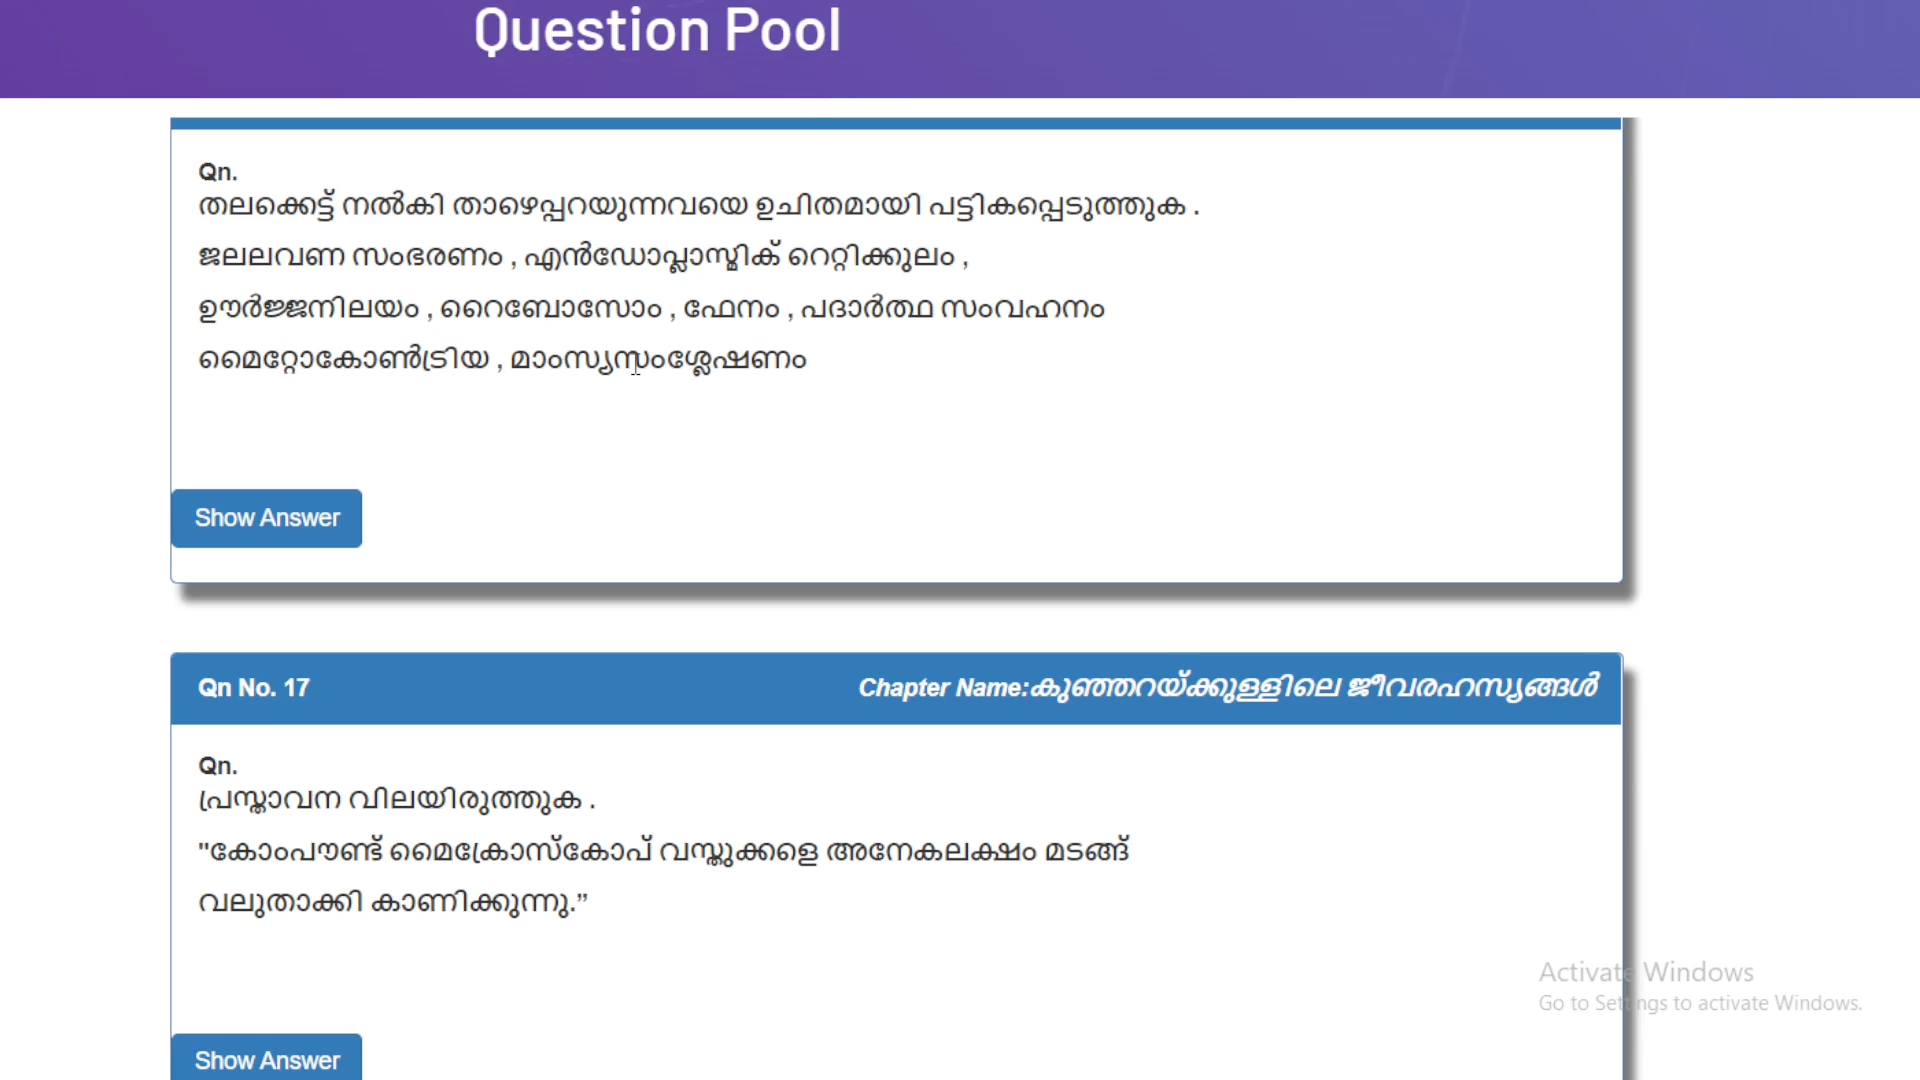 Question Pool
Qn.
തലക്കെട്ട് നൽകി താഴെപ്പറയുന്നവയെ ഉചിതമായി പട്ടികപ്പെടുത്തുക .
ജലലവണ സംഭരണം , എൻഡോപ്ലാസ്മിക് റെറ്റിക്കുലം ,
ഊർജ്ജനിലയം , റൈബോസോം , ഫേനം , പദാർത്ഥ സംവഹനം
മൈറ്റോകോൺട്രിയ , മാംസ്യസംശ്ലേഷണം
Show Answer
Qn No. 17
Chapter Name:കുഞ്ഞറയ്ക്കുള്ളിലെ ജീവരഹസ്യങ്ങൾ
Qn.
പ്രസ്താവന വിലയിരുത്തുക .
"കോംപൗണ്ട് മൈക്രോസ്കോപ് വസ്തുക്കളെ അനേകലക്ഷം മടങ്ങ്
വലുതാക്കി കാണിക്കുന്നു.”
Activate Windows
Go to Settings to activate Windows.
Show Answer